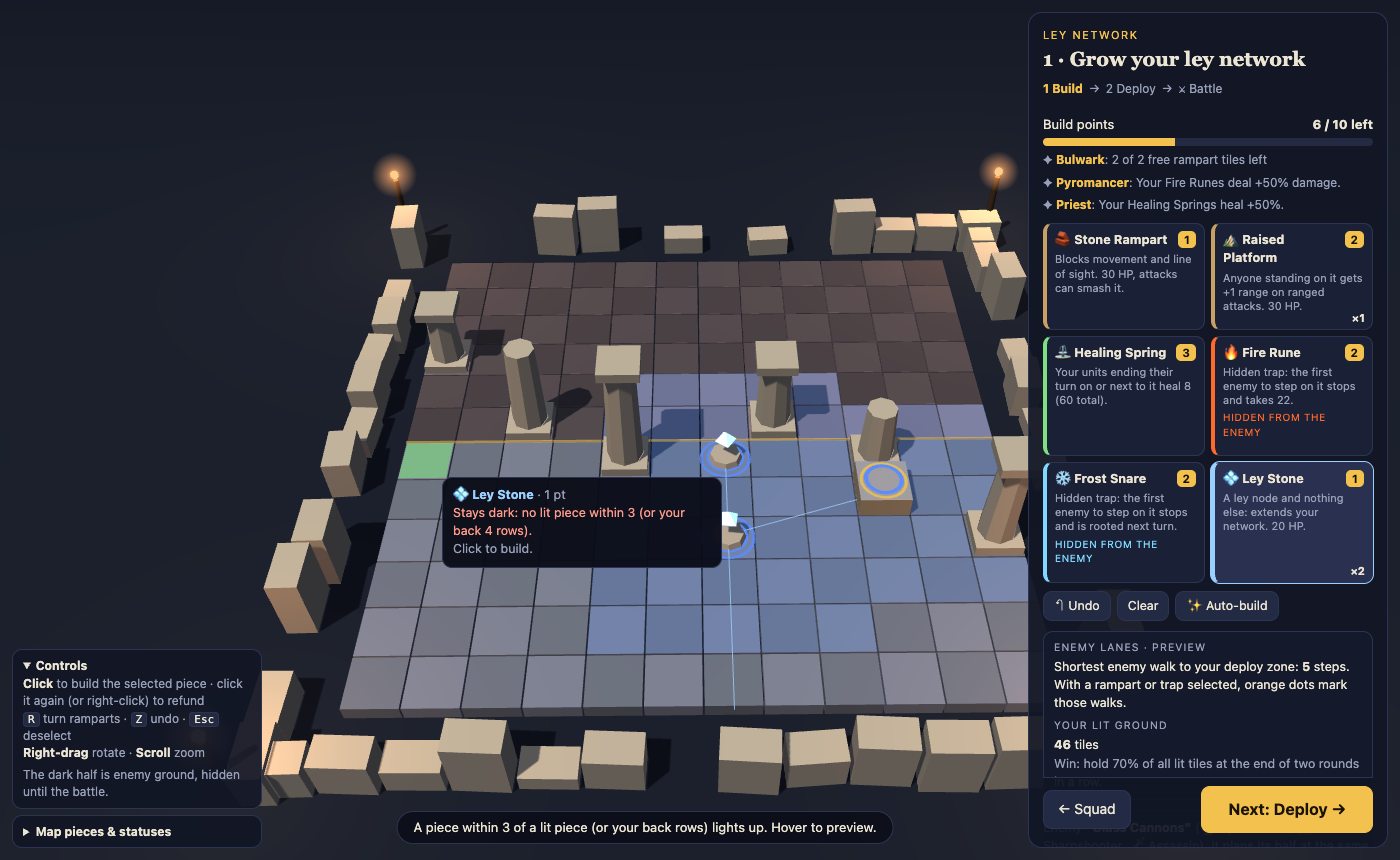 LEY NETWORK
1 · Grow your ley network
1 Build → 2 Deploy → ⚔ Battle
Build points 6 / 10 left
✦ Bulwark: 2 of 2 free rampart tiles left
✦ Pyromancer: Your Fire Runes deal +50% damage.
✦ Priest: Your Healing Springs heal +50%.
Stone Rampart 1
Blocks movement and line
of sight. 30 HP, attacks
can smash it.
Raised
Platform 2
Anyone standing on it gets
+1 range on ranged
attacks. 30 HP.
×1
Healing Spring 3
Your units ending their
turn on or next to it heal 8
(60 total).
Fire Rune 2
Hidden trap: the first
enemy to step on it stops
and takes 22.
HIDDEN FROM THE
ENEMY
Frost Snare 2
Hidden trap: the first
enemy to step on it stops
and is rooted next turn.
HIDDEN FROM THE
ENEMY
Ley Stone 1
A ley node and nothing
else: extends your
network. 20 HP.
×2
Undo Clear ✨ Auto-build
ENEMY LANES · PREVIEW
Shortest enemy walk to your deploy zone: 5 steps.
With a rampart or trap selected, orange dots mark
those walks.
YOUR LIT GROUND
46 tiles
Win: hold 70% of all lit tiles at the end of two rounds
in a row.
← Squad Next: Deploy →
Ley Stone · 1 pt
Stays dark: no lit piece within 3 (or your
back 4 rows).
Click to build.
▼ Controls
Click to build the selected piece · click
it again (or right-click) to refund
R turn ramparts · Z undo · Esc
deselect
Right-drag rotate · Scroll zoom
The dark half is enemy ground, hidden
until the battle.
▶ Map pieces & statuses
A piece within 3 of a lit piece (or your back rows) lights up. Hover to preview.